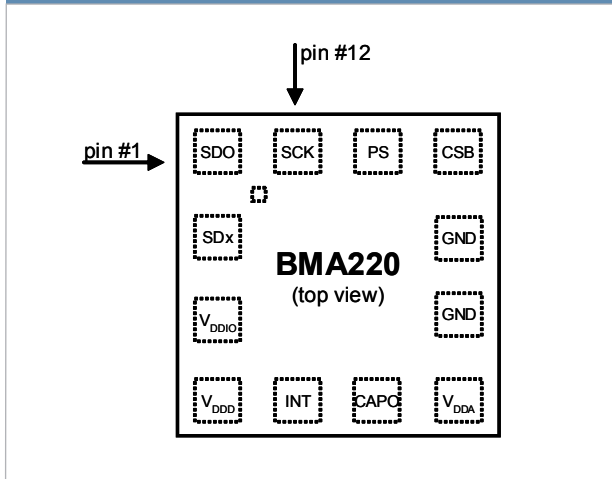 pin #12
pin #1
SDO SCK PS CSB
SDx GND
BMA220
(top view)
VDDIO GND
VDDD INT CAPO VDDA